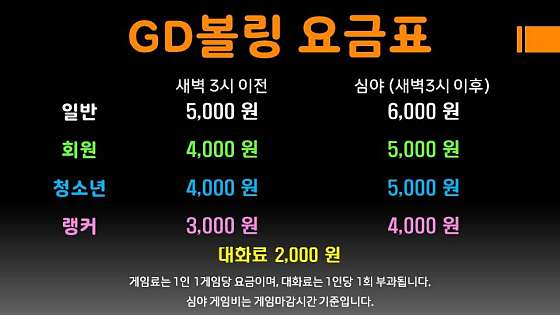 GD볼링 요금표
새벽 3시 이전 심야 (새벽3시 이후)
일반 5,000 원 6,000 원
회원 4,000 원 5,000 원
청소년 4,000 원 5,000 원
랭커 3,000 원 4,000 원
대화료 2,000 원
게임료는 1인 1게임당 요금이며, 대화료는 1인당 1회 부과됩니다.
심야 게임비는 게임마감시간 기준입니다.